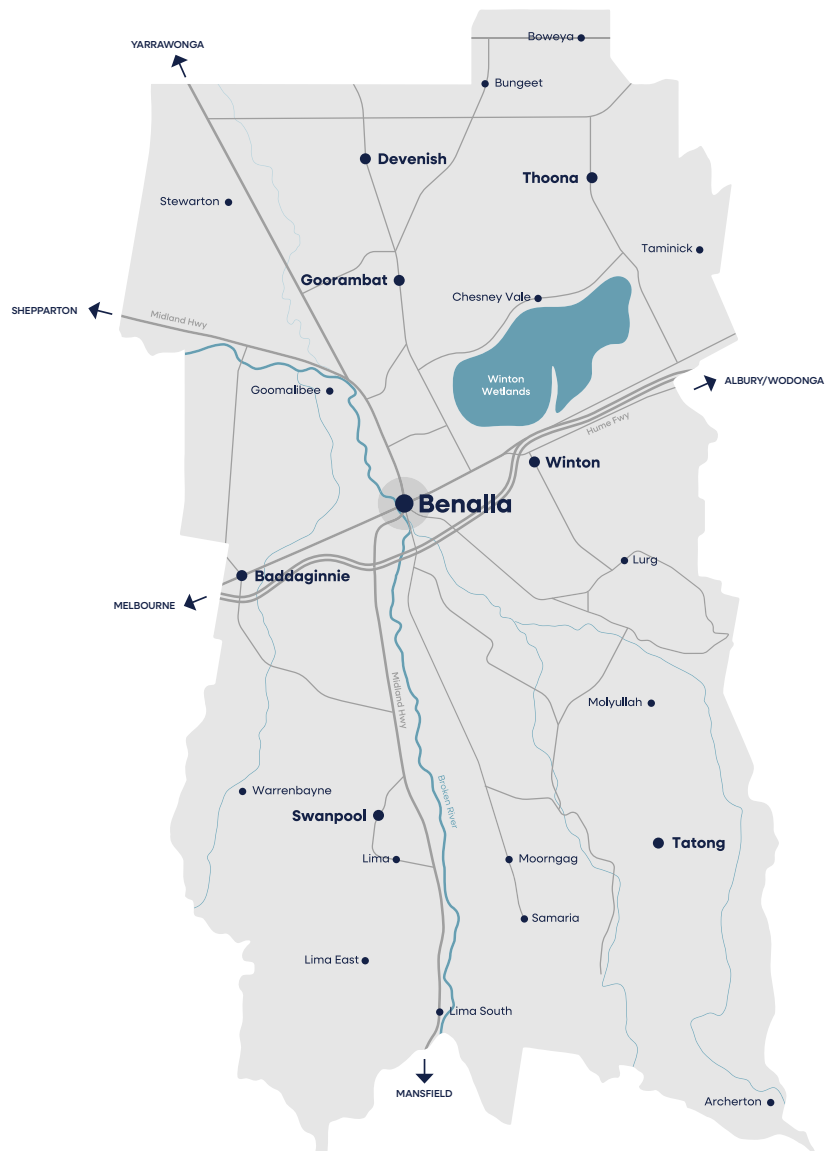 Boweya
YARRAWONGA
Bungeet
Devenish
Thoona
Stewarton
Taminick
Goorambat
Chesney Vale
SHEPPARTON
Midland Hwy
Winton
Wetlands
ALBURY/WODONGA
Goomalibee
Hume Fwy
Winton
Benalla
Lurg
Baddaginnie
MELBOURNE
Midland Hwy
Molyullah
Warrenbayne
Broken River
Swanpool
Tatong
Lima
Moorngag
Samaria
Lima East
Lima South
MANSFIELD
Archerton